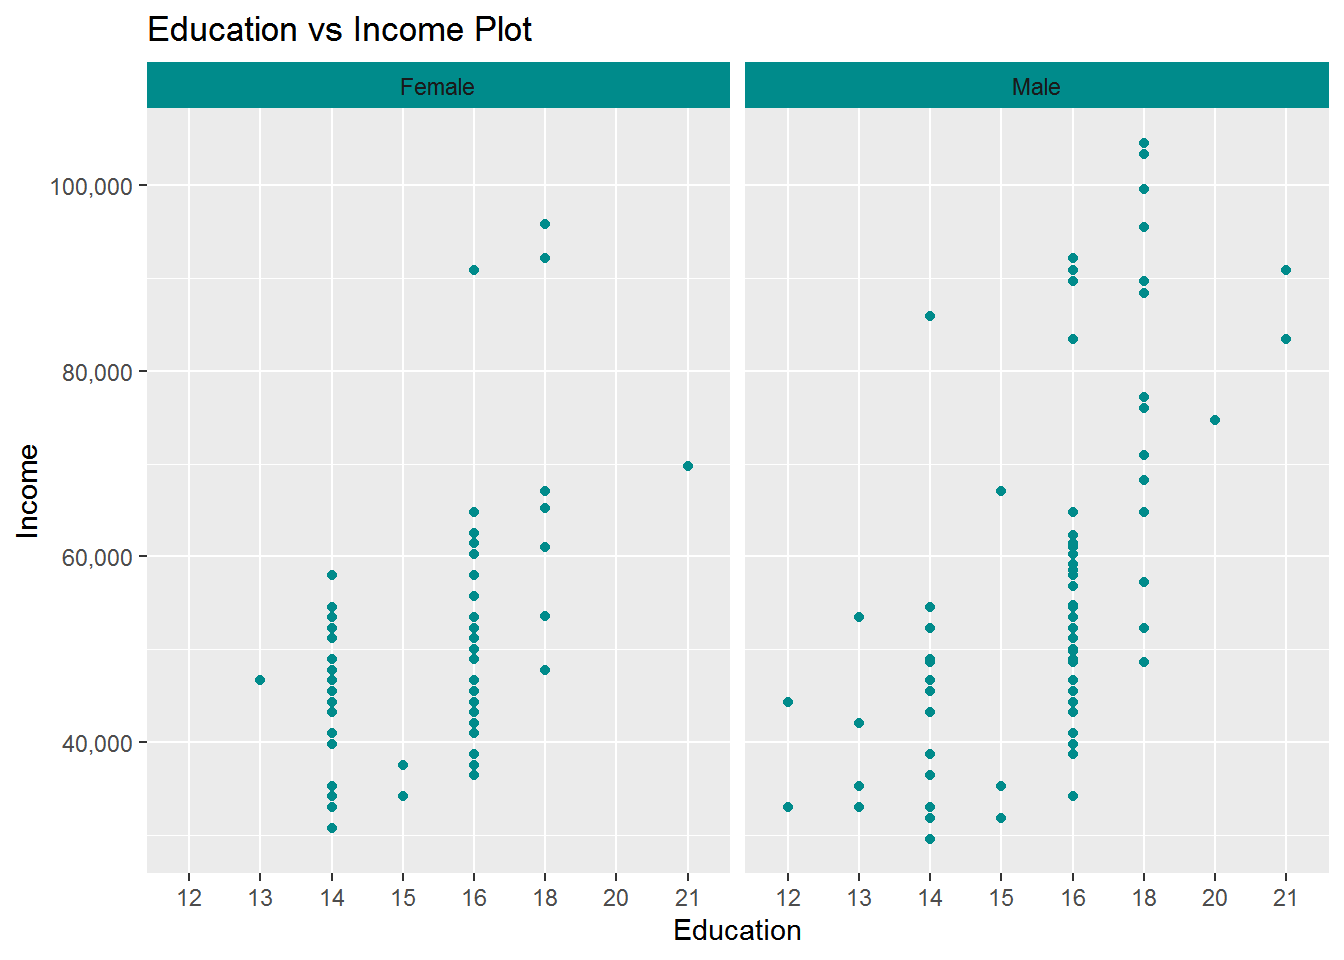 Education vs Income Plot
Female
Male
100,000
80,000
60,000
40,000
Income
12 13 14 15 16 18 20 21
12 13 14 15 16 18 20 21
Education